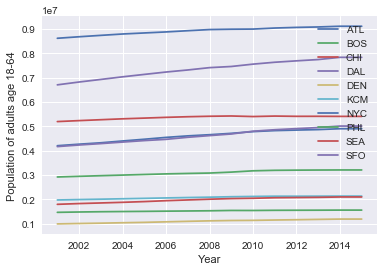 1e7
0.9
0.8
0.7
0.6
0.5
0.4
0.3
0.2
0.1
Population of adults age 18-64
2002
2004
2006
2008
2010
2012
2014
Year
ATL
BOS
CHI
DAL
DEN
KCM
NYC
PHL
SEA
SFO